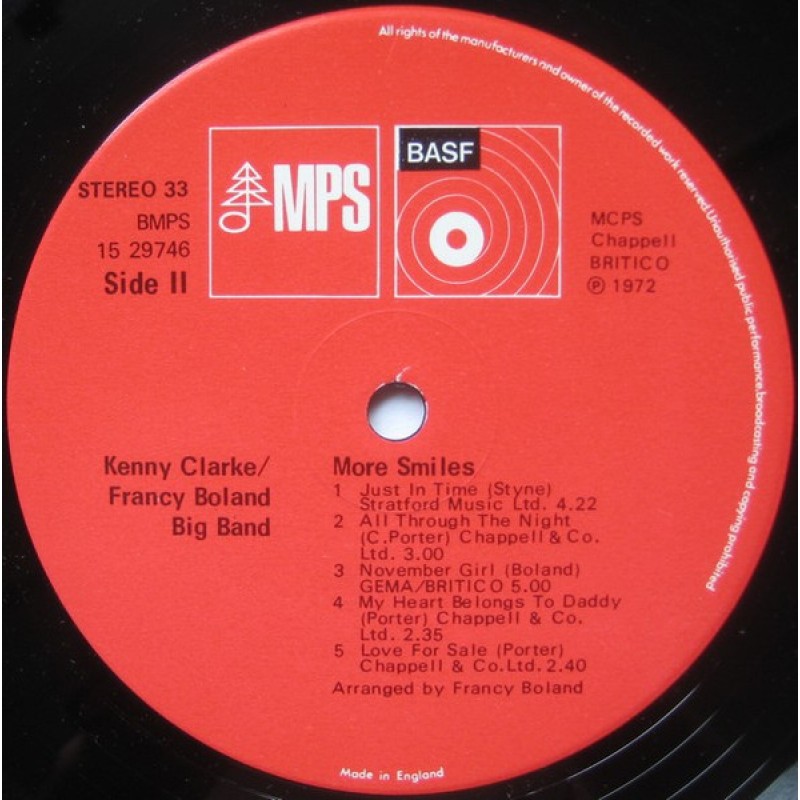 All rights of the manufacturers and owner of the recorded work reserved. Unauthorised public performance, broadcasting and copying prohibited
STEREO 33
BMPS
15 29746
Side II
MPS
BASF
MCPS
Chappell
BRITICO
℗ 1972
Kenny Clarke/
Francy Boland
Big Band
More Smiles
1 Just In Time (Styne)
Stratford Music Ltd. 4.22
2 All Through The Night
(C.Porter) Chappell & Co.
Ltd. 3.00
3 November Girl (Boland)
GEMA/BRITICO 5.00
4 My Heart Belongs To Daddy
(Porter) Chappell & Co.
Ltd. 2.35
5 Love For Sale (Porter)
Chappell & Co.Ltd. 2.40
Arranged by Francy Boland
Made in England